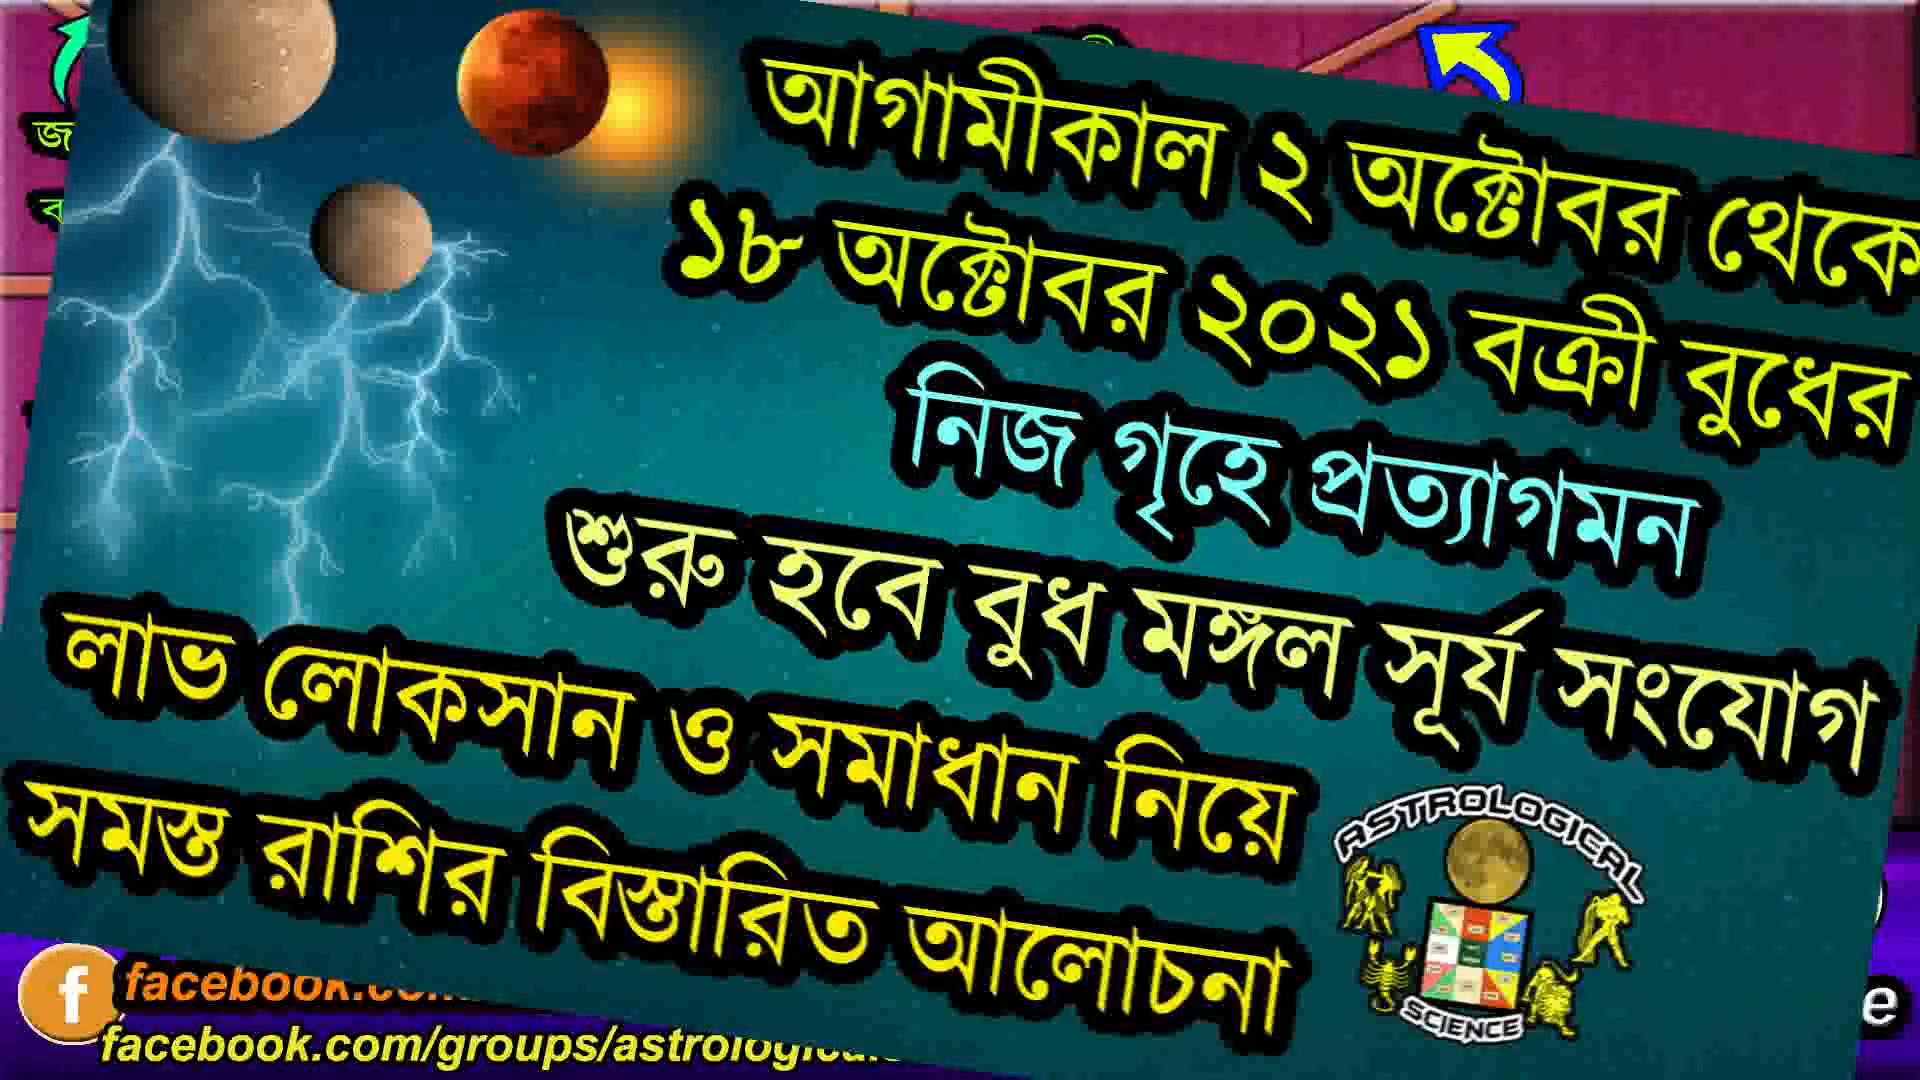 আগামীকাল ২ অক্টোবর থেকে
১৮ অক্টোবর ২০২১ বক্রী বুধের
নিজ গৃহে প্রত্যাগমন
শুরু হবে বুধ মঙ্গল সূর্য সংযোগ
লাভ লোকসান ও সমাধান নিয়ে
সমস্ত রাশির বিস্তারিত আলোচনা
ASTROLOGICAL
SCIENCE
facebook.co
facebook.com/groups/astrological